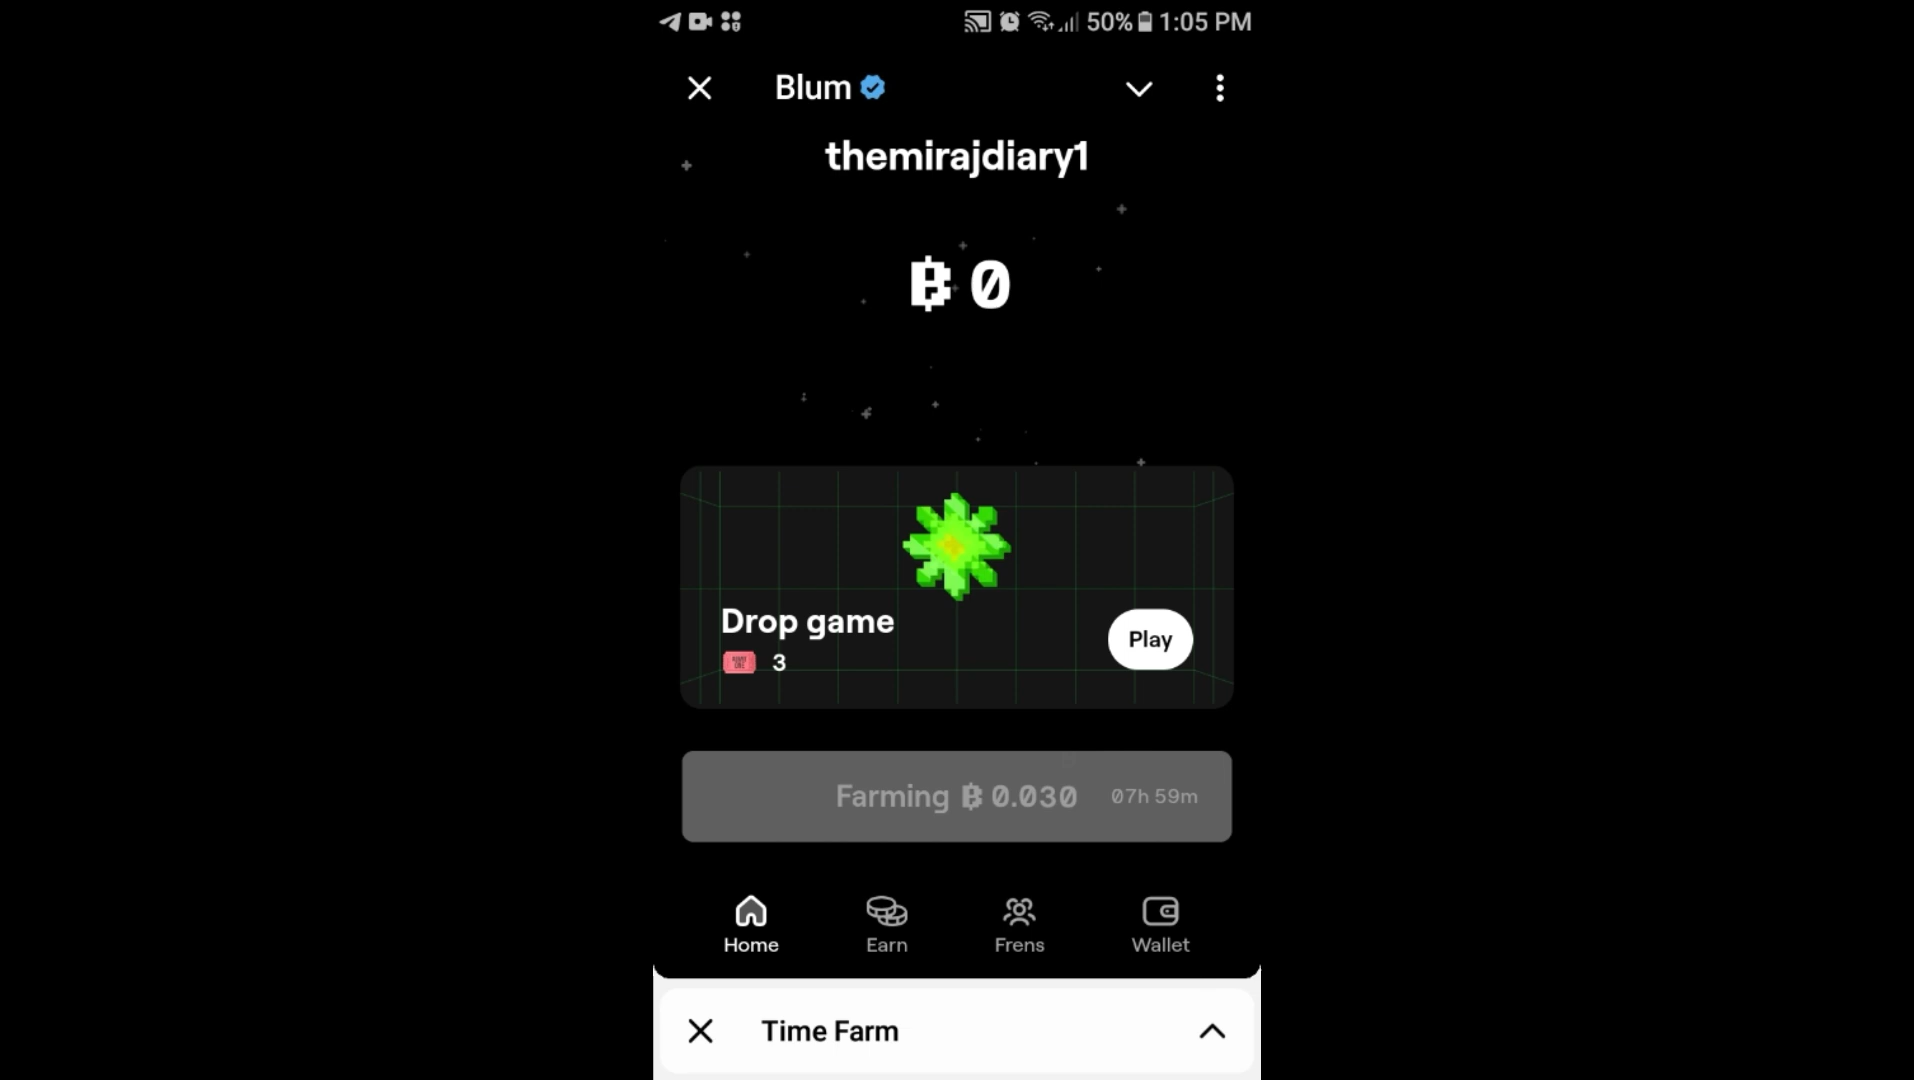 50% 1:05 PM
Blum
themirajdiary1
0
Drop game
3
Play
Farming 0.030 07h 59m
Home Earn Frens Wallet
Time Farm